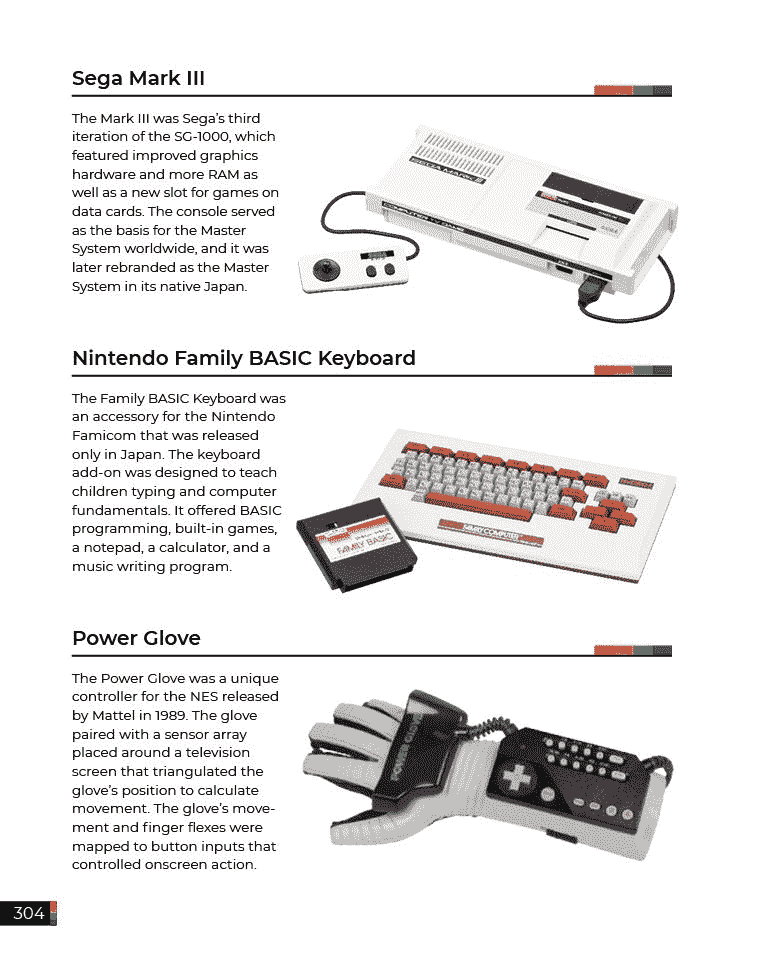 Sega Mark III
The Mark III was Sega's third
iteration of the SG-1000, which
featured improved graphics
hardware and more RAM as
well as a new slot for games on
data cards. The console served
as the basis for the Master
System worldwide, and it was
later rebranded as the Master
System in its native Japan.
SEGA MARK III
COMPUTER
GAME
Nintendo Family BASIC Keyboard
The Family BASIC Keyboard was
an accessory for the Nintendo
Famicom that was released
only in Japan. The keyboard
add-on was designed to teach
children typing and computer
fundamentals. It offered BASIC
programming, built-in games,
a notepad, a calculator, and a
music writing program.
FAMILY COMPUTER
FAMILY BASIC
Power Glove
The Power Glove was a unique
controller for the NES released
by Mattel in 1989. The glove
paired with a sensor array
placed around a television
screen that triangulated the
glove's position to calculate
movement. The glove's move-
ment and finger flexes were
mapped to button inputs that
controlled onscreen action.
POWER GLOVE
304